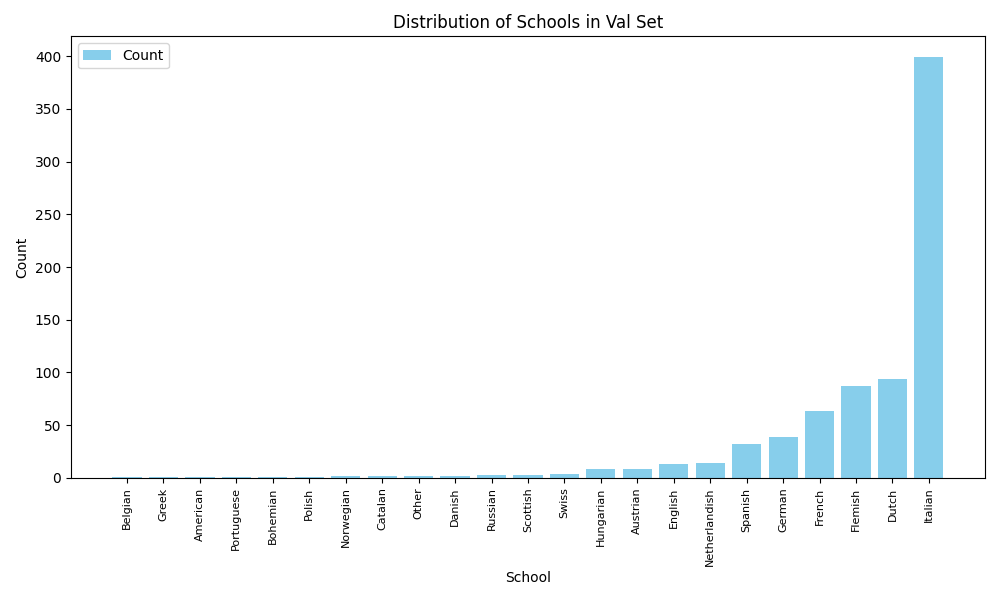 Distribution of Schools in Val Set
Count
400
350
300
250
200
150
100
50
0
Count
Belgian
Greek
American
Portuguese
Bohemian
Polish
Norwegian
Catalan
Other
Danish
Russian
Scottish
Swiss
Hungarian
Austrian
English
Netherlandish
Spanish
German
French
Flemish
Dutch
Italian
School